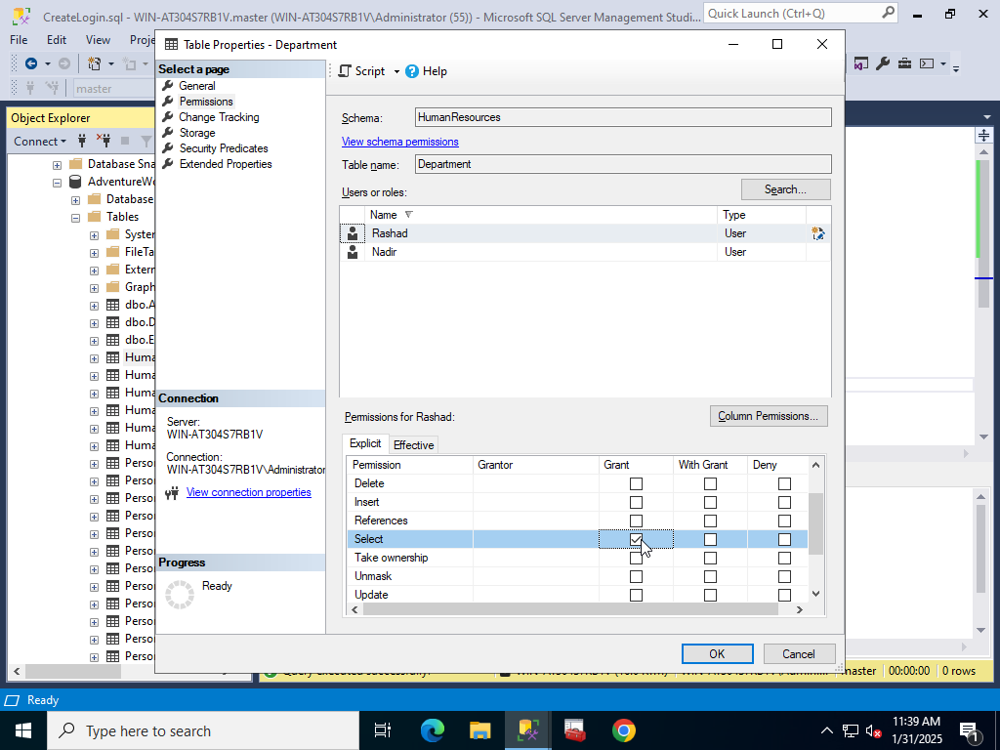 CreateLogin.sql - WIN-AT304S7RB1V.master (WIN-AT304S7RB1V\Administrator (55)) - Microsoft SQL Server Management Studi...
Quick Launch (Ctrl+Q)
File Edit View Proje
Table Properties - Department
master
Select a page
General
Permissions
Change Tracking
Storage
Security Predicates
Extended Properties
Script Help
Schema: HumanResources
View schema permissions
Table name: Department
Users or roles: Search...
Name Type
Rashad User
Nadir User
Object Explorer
Connect
Database Sna
AdventureWo
Database
Tables
System
FileTa
Extern
Graph
dbo.A
dbo.D
dbo.E
Huma
Huma
Huma
Huma
Huma
Huma
Perso
Perso
Perso
Perso
Perso
Perso
Perso
Perso
Perso
Perso
Perso
Perso
Connection
Server:
WIN-AT304S7RB1V
Connection:
WIN-AT304S7RB1V\Administrator
View connection properties
Progress
Ready
Permissions for Rashad: Column Permissions...
Explicit Effective
Permission Grantor Grant With Grant Deny
Delete
Insert
References
Select
Take ownership
Unmask
Update
OK Cancel
master 00:00:00 0 rows
Ready
Type here to search
11:39 AM
1/31/2025
1